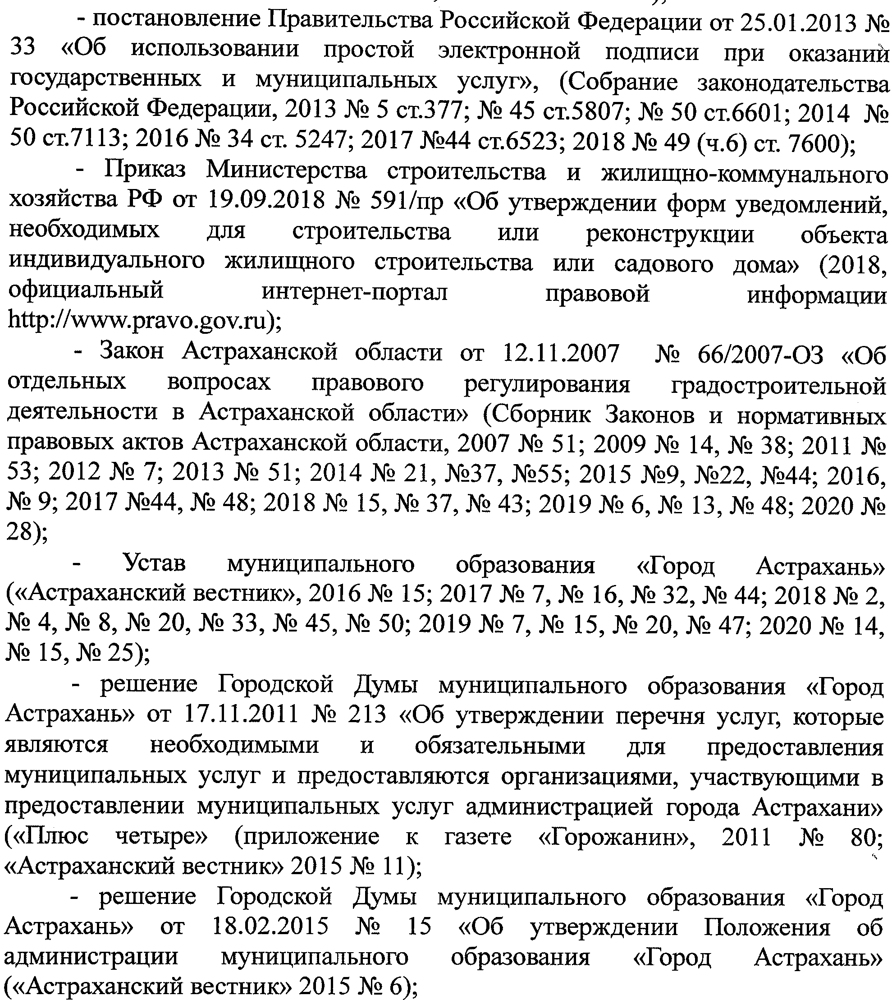 - постановление Правительства Российской Федерации от 25.01.2013 №
33 «Об использовании простой электронной подписи при оказании
государственных и муниципальных услуг», (Собрание законодательства
Российской Федерации, 2013 № 5 ст.377; № 45 ст.5807; № 50 ст.6601; 2014 №
50 ст.7113; 2016 № 34 ст. 5247; 2017 №44 ст.6523; 2018 № 49 (ч.6) ст. 7600);
- Приказ Министерства строительства и жилищно-коммунального
хозяйства РФ от 19.09.2018 № 591/пр «Об утверждении форм уведомлений,
необходимых для строительства или реконструкции объекта
индивидуального жилищного строительства или садового дома» (2018,
официальный интернет-портал правовой информации
http://www.pravo.gov.ru);
- Закон Астраханской области от 12.11.2007 № 66/2007-ОЗ «Об
отдельных вопросах правового регулирования градостроительной
деятельности в Астраханской области» (Сборник Законов и нормативных
правовых актов Астраханской области, 2007 № 51; 2009 № 14, № 38; 2011 №
53; 2012 № 7; 2013 № 51; 2014 № 21, №37, №55; 2015 №9, №22, №44; 2016,
№ 9; 2017 №44, № 48; 2018 № 15, № 37, № 43; 2019 № 6, № 13, № 48; 2020 №
28);
- Устав муниципального образования «Город Астрахань»
(«Астраханский вестник», 2016 № 15; 2017 № 7, № 16, № 32, № 44; 2018 № 2,
№ 4, № 8, № 20, № 33, № 45, № 50; 2019 № 7, № 15, № 20, № 47; 2020 № 14,
№ 15, № 25);
- решение Городской Думы муниципального образования «Город
Астрахань» от 17.11.2011 № 213 «Об утверждении перечня услуг, которые
являются необходимыми и обязательными для предоставления
муниципальных услуг и предоставляются организациями, участвующими в
предоставлении муниципальных услуг администрацией города Астрахани»
(«Плюс четыре» (приложение к газете «Горожанин», 2011 № 80;
«Астраханский вестник» 2015 № 11);
- решение Городской Думы муниципального образования «Город
Астрахань» от 18.02.2015 № 15 «Об утверждении Положения об
администрации муниципального образования «Город Астрахань»
(«Астраханский вестник» 2015 № 6);